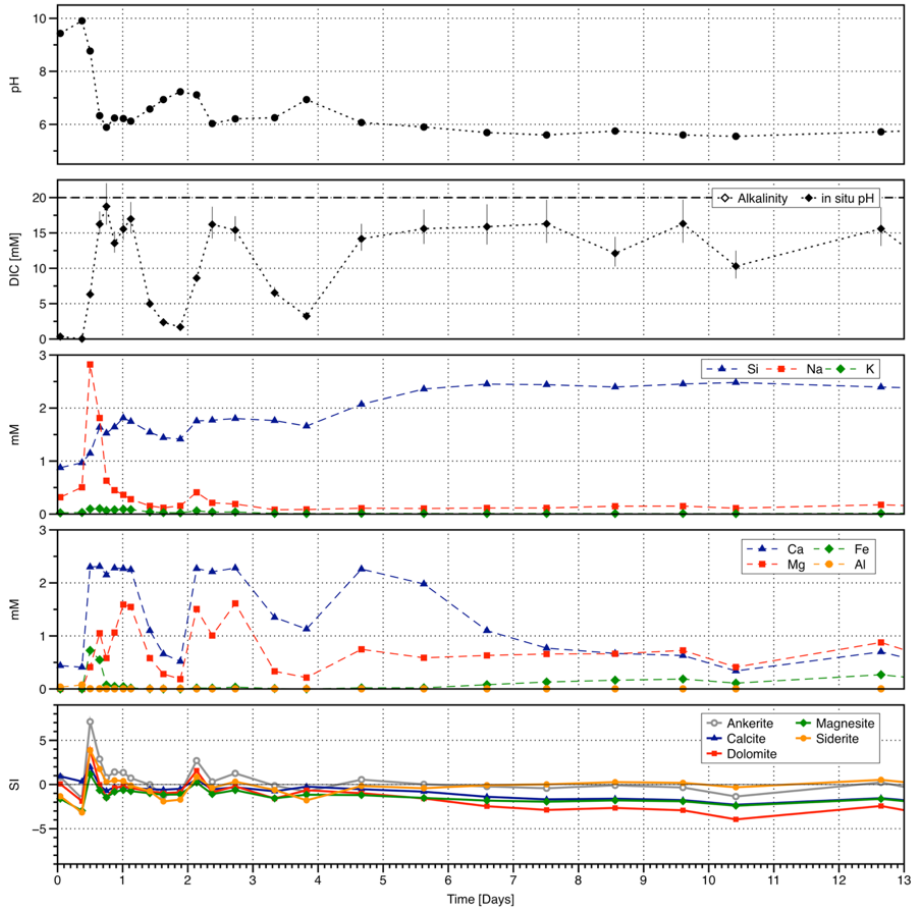 10
8
6
pH
20
15
10
5
0
DIC [mM]
Alkalinity in situ pH
3
2
1
0
mM
Si Na K
3
2
1
0
mM
Ca Fe
Mg Al
5
0
−5
SI
Ankerite Magnesite
Calcite Siderite
Dolomite
0 1 2 3 4 5 6 7 8 9 10 11 12 13
Time [Days]